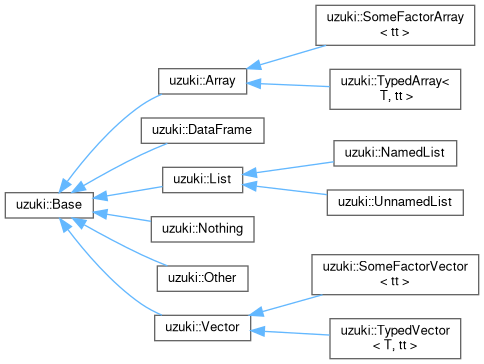 uzuki::SomeFactorArray
< tt >
uzuki::Array
uzuki::TypedArray<
T, tt >
uzuki::DataFrame
uzuki::NamedList
uzuki::List
uzuki::Base
uzuki::UnnamedList
uzuki::Nothing
uzuki::Other
uzuki::SomeFactorVector
< tt >
uzuki::Vector
uzuki::TypedVector
< T, tt >